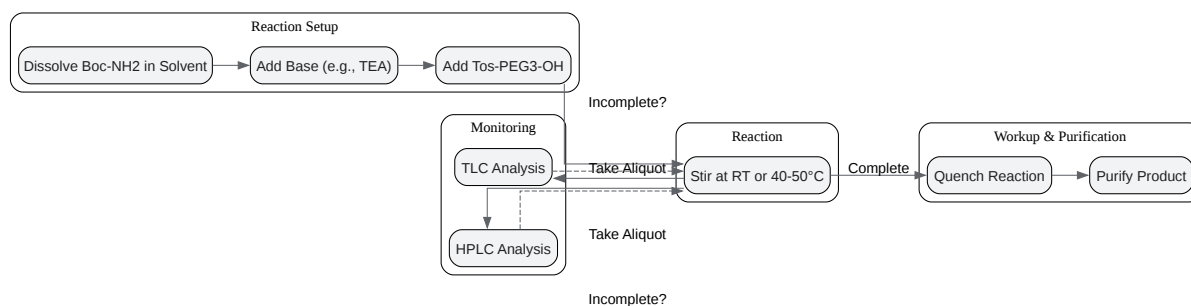 Reaction Setup
Dissolve Boc-NH2 in Solvent
Add Base (e.g., TEA)
Add Tos-PEG3-OH
Incomplete?
Monitoring
Reaction
Workup & Purification
TLC Analysis
Take Aliquot
Stir at RT or 40-50°C
Complete
Quench Reaction
Purify Product
HPLC Analysis
Take Aliquot
Incomplete?